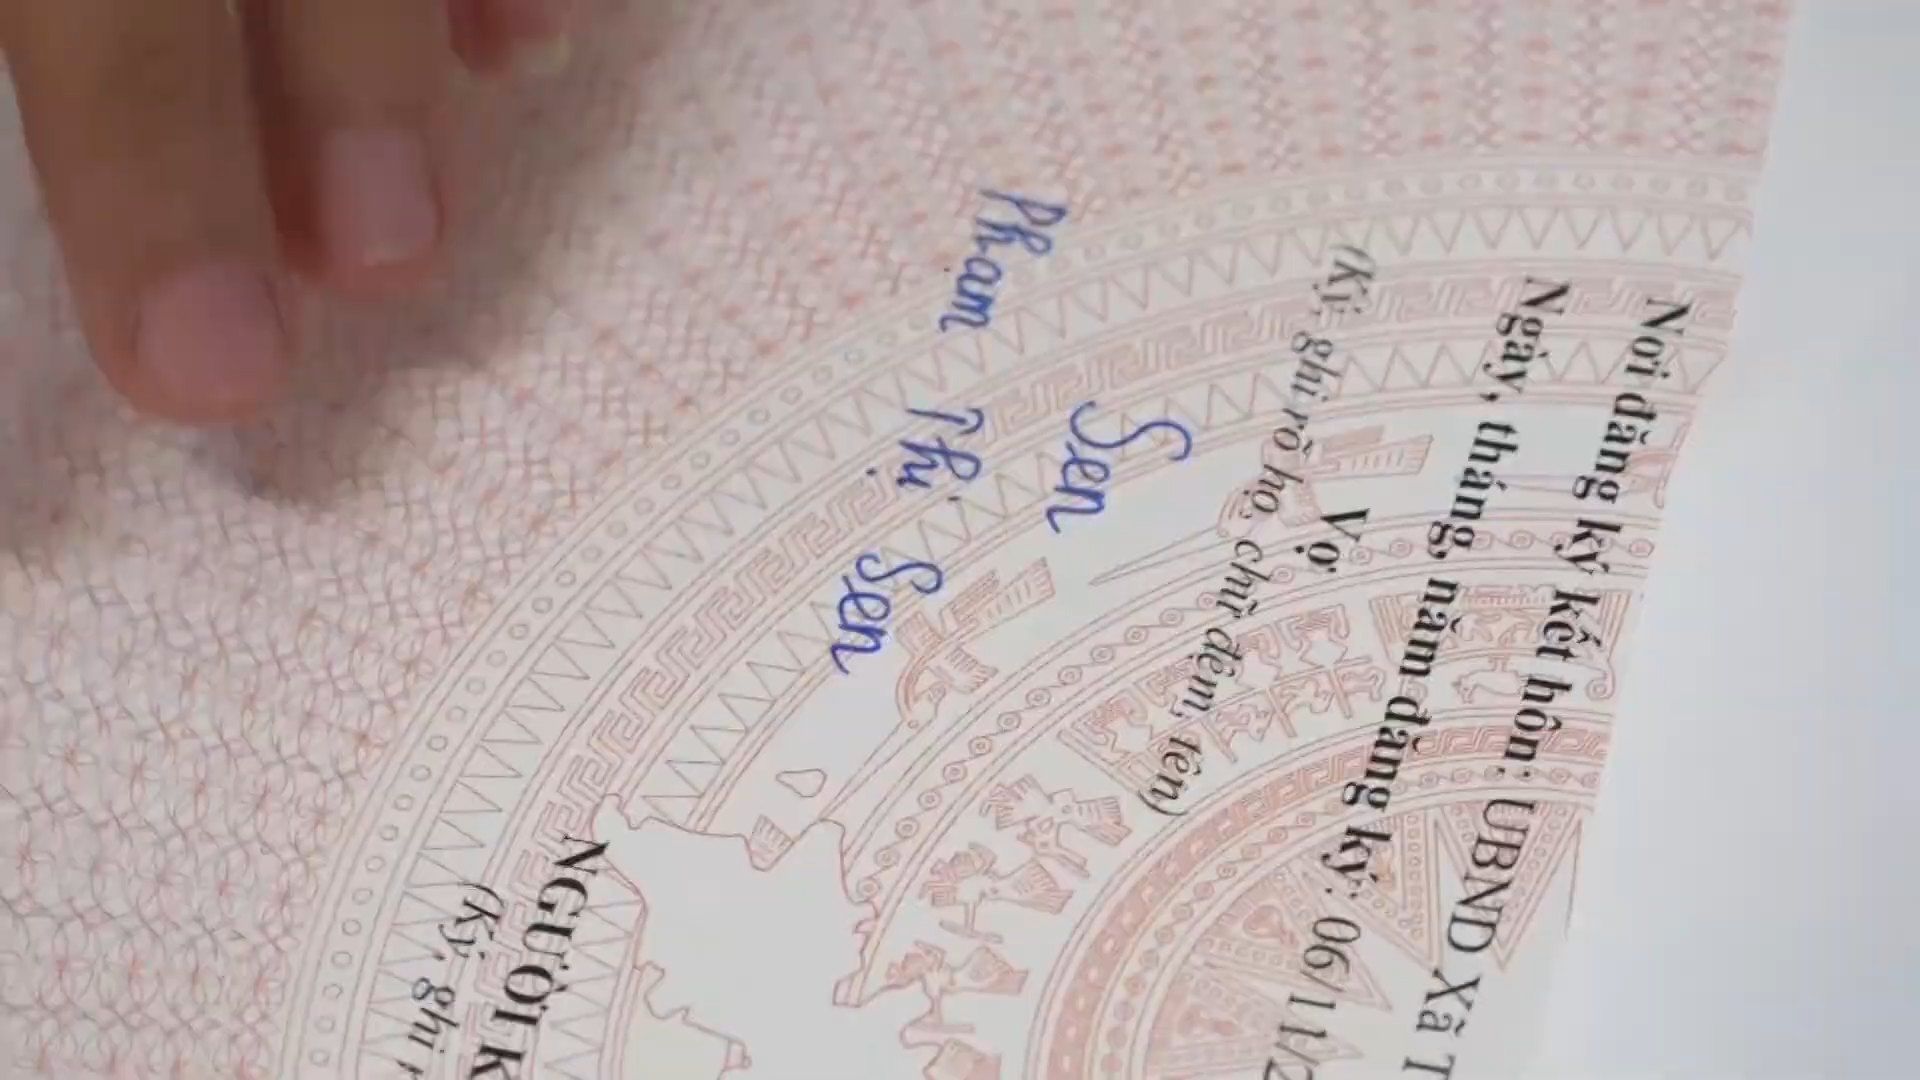 Nơi đăng ký kết hôn: UBND Xã T
Ngày, tháng, năm đăng ký: 06/11/2
Vợ
(Ký, ghi rõ họ, chữ đệm, tên)
Sen
Phạm Thị Sen
NGƯỜI K
(Ký, ghi r